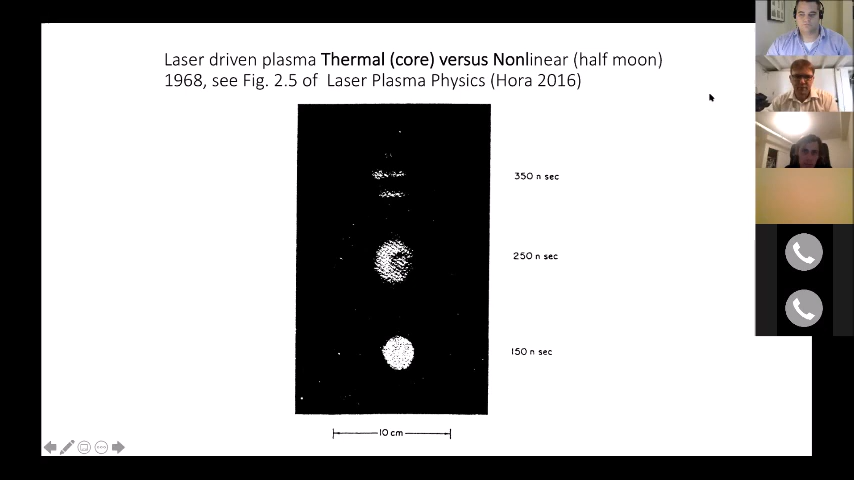 Laser driven plasma Thermal (core) versus Nonlinear (half moon)
1968, see Fig. 2.5 of Laser Plasma Physics (Hora 2016)
350 n sec
250 n sec
150 n sec
10 cm